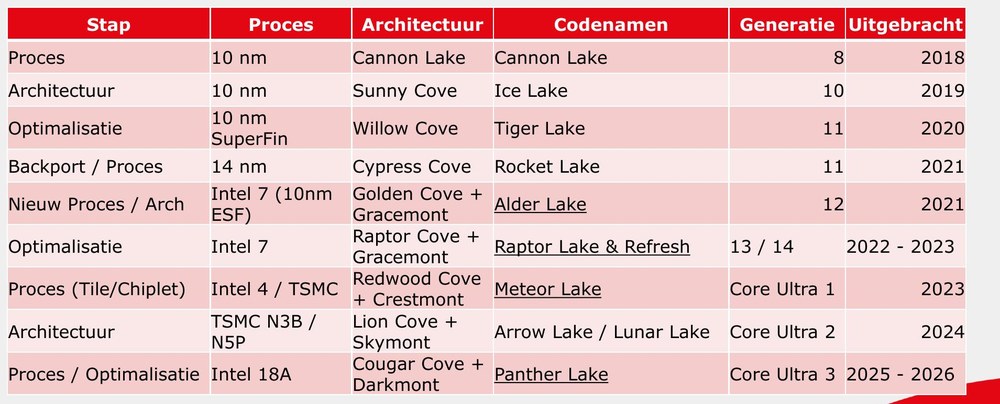 Stap Proces Architectuur Codenamen Generatie Uitgebracht
Proces 10 nm Cannon Lake Cannon Lake 8 2018
Architectuur 10 nm Sunny Cove Ice Lake 10 2019
Optimalisatie 10 nm SuperFin Willow Cove Tiger Lake 11 2020
Backport / Proces 14 nm Cypress Cove Rocket Lake 11 2021
Nieuw Proces / Arch Intel 7 (10nm ESF) Golden Cove + Gracemont Alder Lake 12 2021
Optimalisatie Intel 7 Raptor Cove + Gracemont Raptor Lake & Refresh 13 / 14 2022 - 2023
Proces (Tile/Chiplet) Intel 4 / TSMC Redwood Cove + Crestmont Meteor Lake Core Ultra 1 2023
Architectuur TSMC N3B / N5P Lion Cove + Skymont Arrow Lake / Lunar Lake Core Ultra 2 2024
Proces / Optimalisatie Intel 18A Cougar Cove + Darkmont Panther Lake Core Ultra 3 2025 - 2026